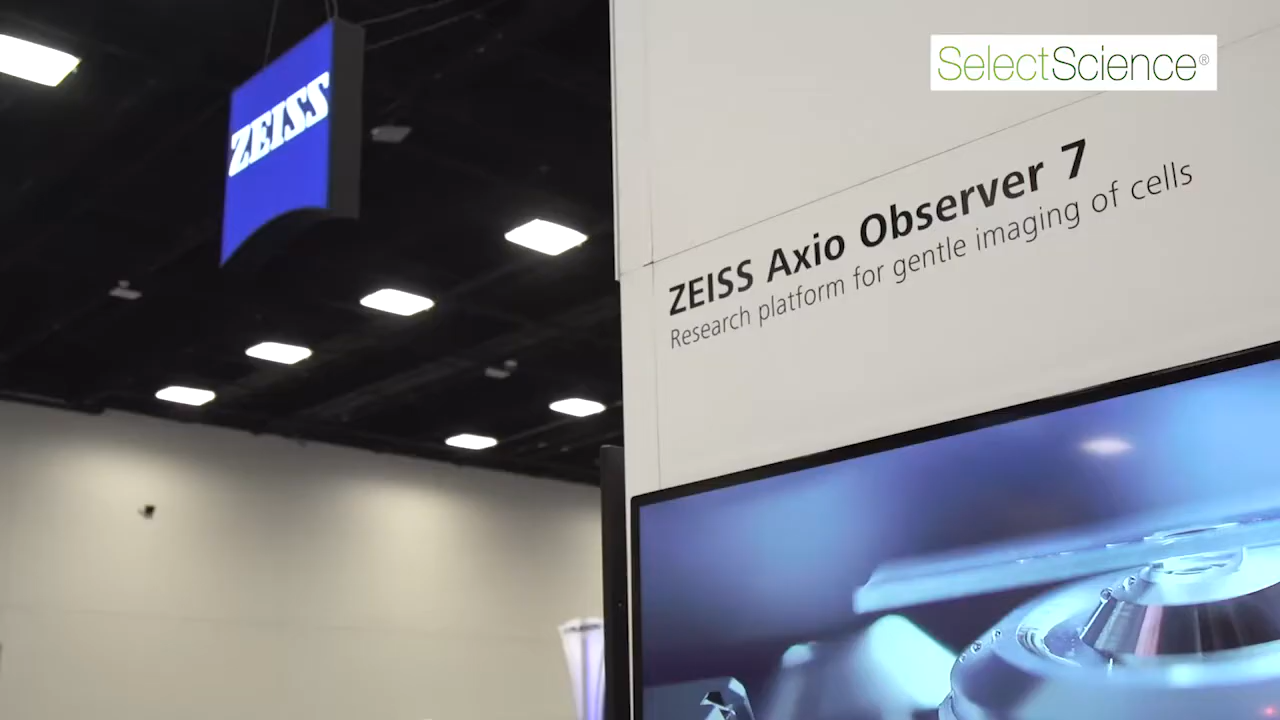 ZEISS
SelectScience®
ZEISS Axio Observer 7
Research platform for gentle imaging of cells